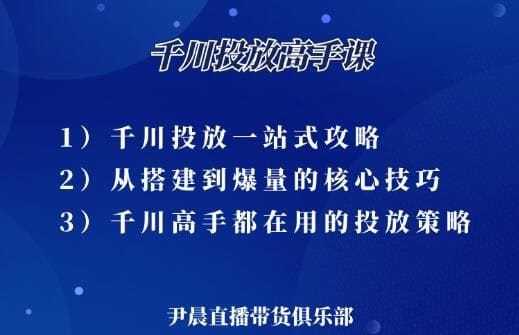 千川投放高手课
1）千川投放一站式攻略
2）从搭建到爆量的核心技巧
3）千川高手都在用的投放策略
尹晨直播带货俱乐部